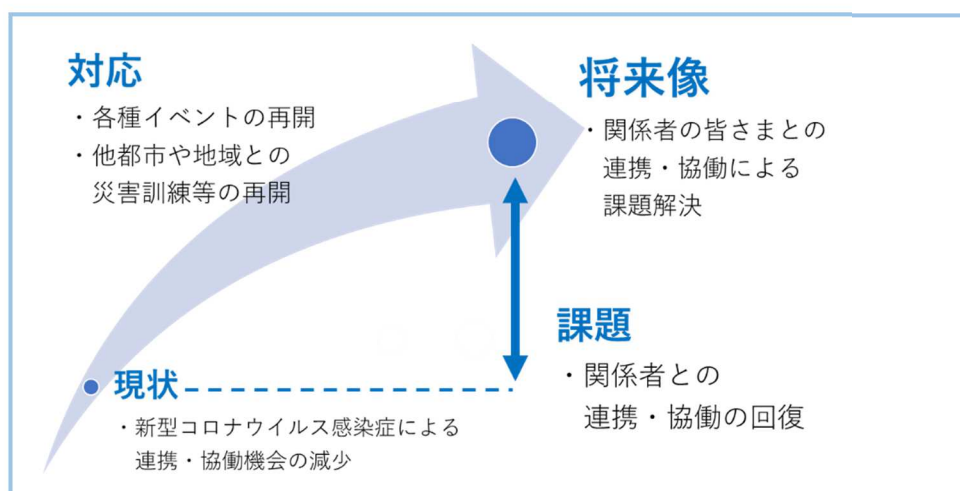 対応
・各種イベントの再開
・他都市や地域との
災害訓練等の再開
将来像
・関係者の皆さまとの
連携・協働による
課題解決
課題
・関係者との
連携・協働の回復
現状
・新型コロナウイルス感染症による
連携・協働機会の減少